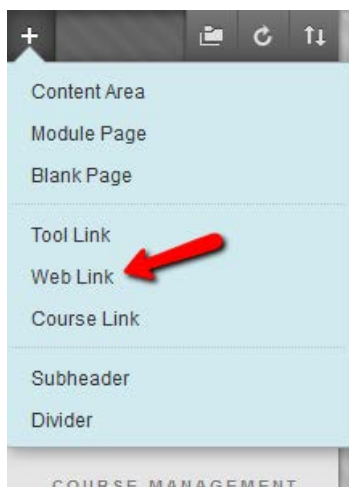 Content Area
Module Page
Blank Page
Tool Link
Web Link
Course Link
Subheader
Divider
COURSE MANAGEMENT